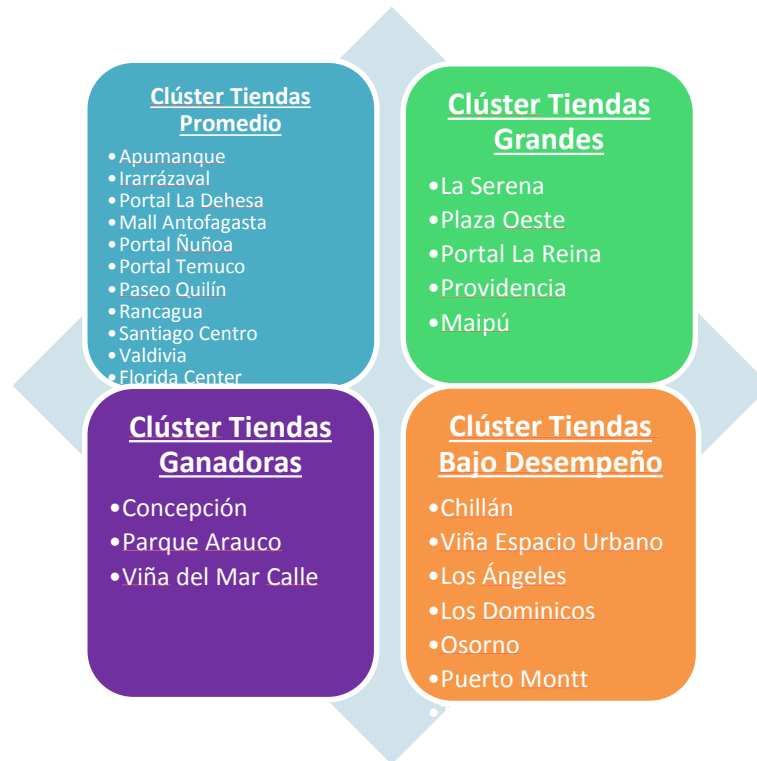 Clúster Tiendas
Promedio
•Apumanque
•Irarrázaval
•Portal La Dehesa
•Mall Antofagasta
•Portal Ñuñoa
•Portal Temuco
•Paseo Quilín
•Rancagua
•Santiago Centro
•Valdivia
•Florida Center
Clúster Tiendas
Grandes
•La Serena
•Plaza Oeste
•Portal La Reina
•Providencia
•Maipú
Clúster Tiendas
Ganadoras
•Concepción
•Parque Arauco
•Viña del Mar Calle
Clúster Tiendas
Bajo Desempeño
•Chillán
•Viña Espacio Urbano
•Los Ángeles
•Los Dominicos
•Osorno
•Puerto Montt